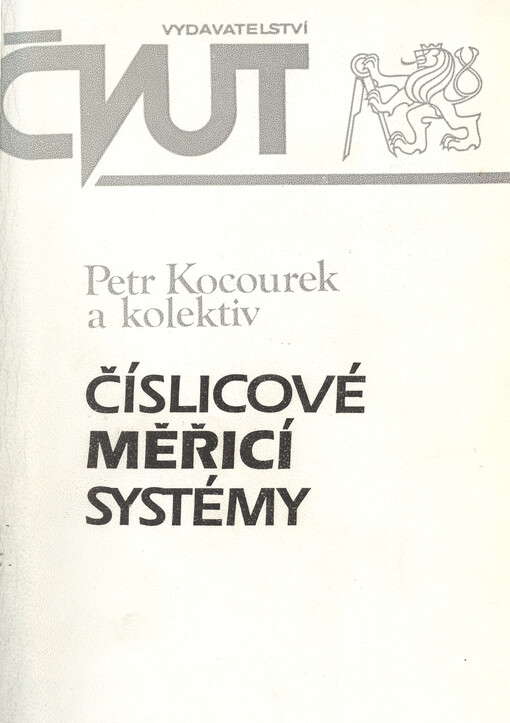 VYDAVATELSTVÍ
ČVUT
Petr Kocourek
a kolektiv
ČÍSLICOVÉ
MĚŘICÍ
SYSTÉMY